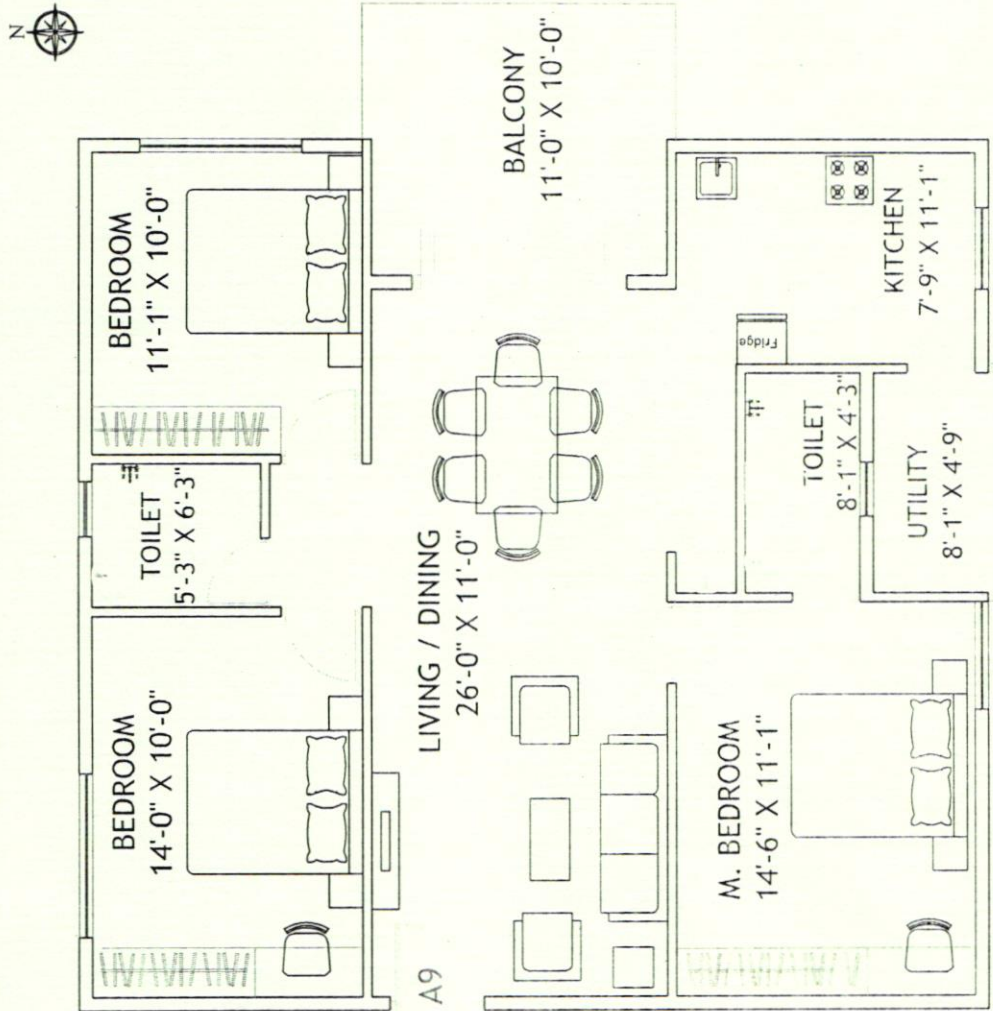 N
BALCONY
11'-0" X 10'-0"
BEDROOM
11'-1" X 10'-0"
KITCHEN
7'-9" X 11'-1"
Fridge
TOILET
5'-3" X 6'-3"
TOILET
8'-1" X 4'-3"
UTILITY
8'-1" X 4'-9"
LIVING / DINING
26'-0" X 11'-0"
BEDROOM
14'-0" X 10'-0"
M. BEDROOM
14'-6" X 11'-1"
A9